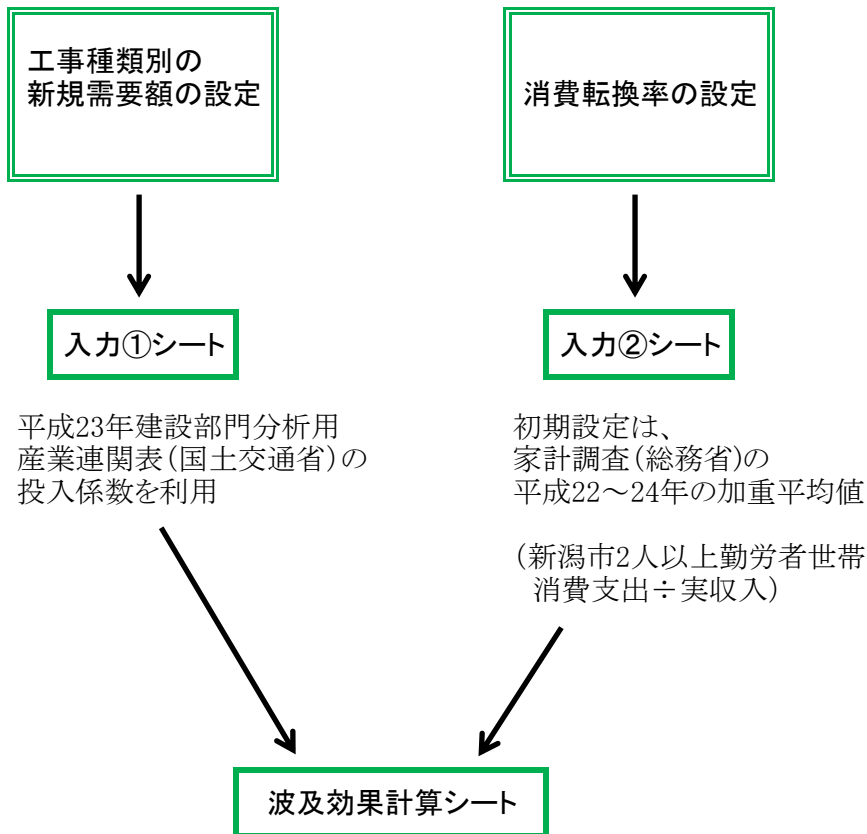 工事種類別の
新規需要額の設定
消費転換率の設定
入力①シート
入力②シート
平成23年建設部門分析用
産業連関表(国土交通省)の
投入係数を利用
初期設定は、
家計調査(総務省)の
平成22～24年の加重平均値
(新潟市2人以上勤労者世帯
消費支出÷実収入)
波及効果計算シート